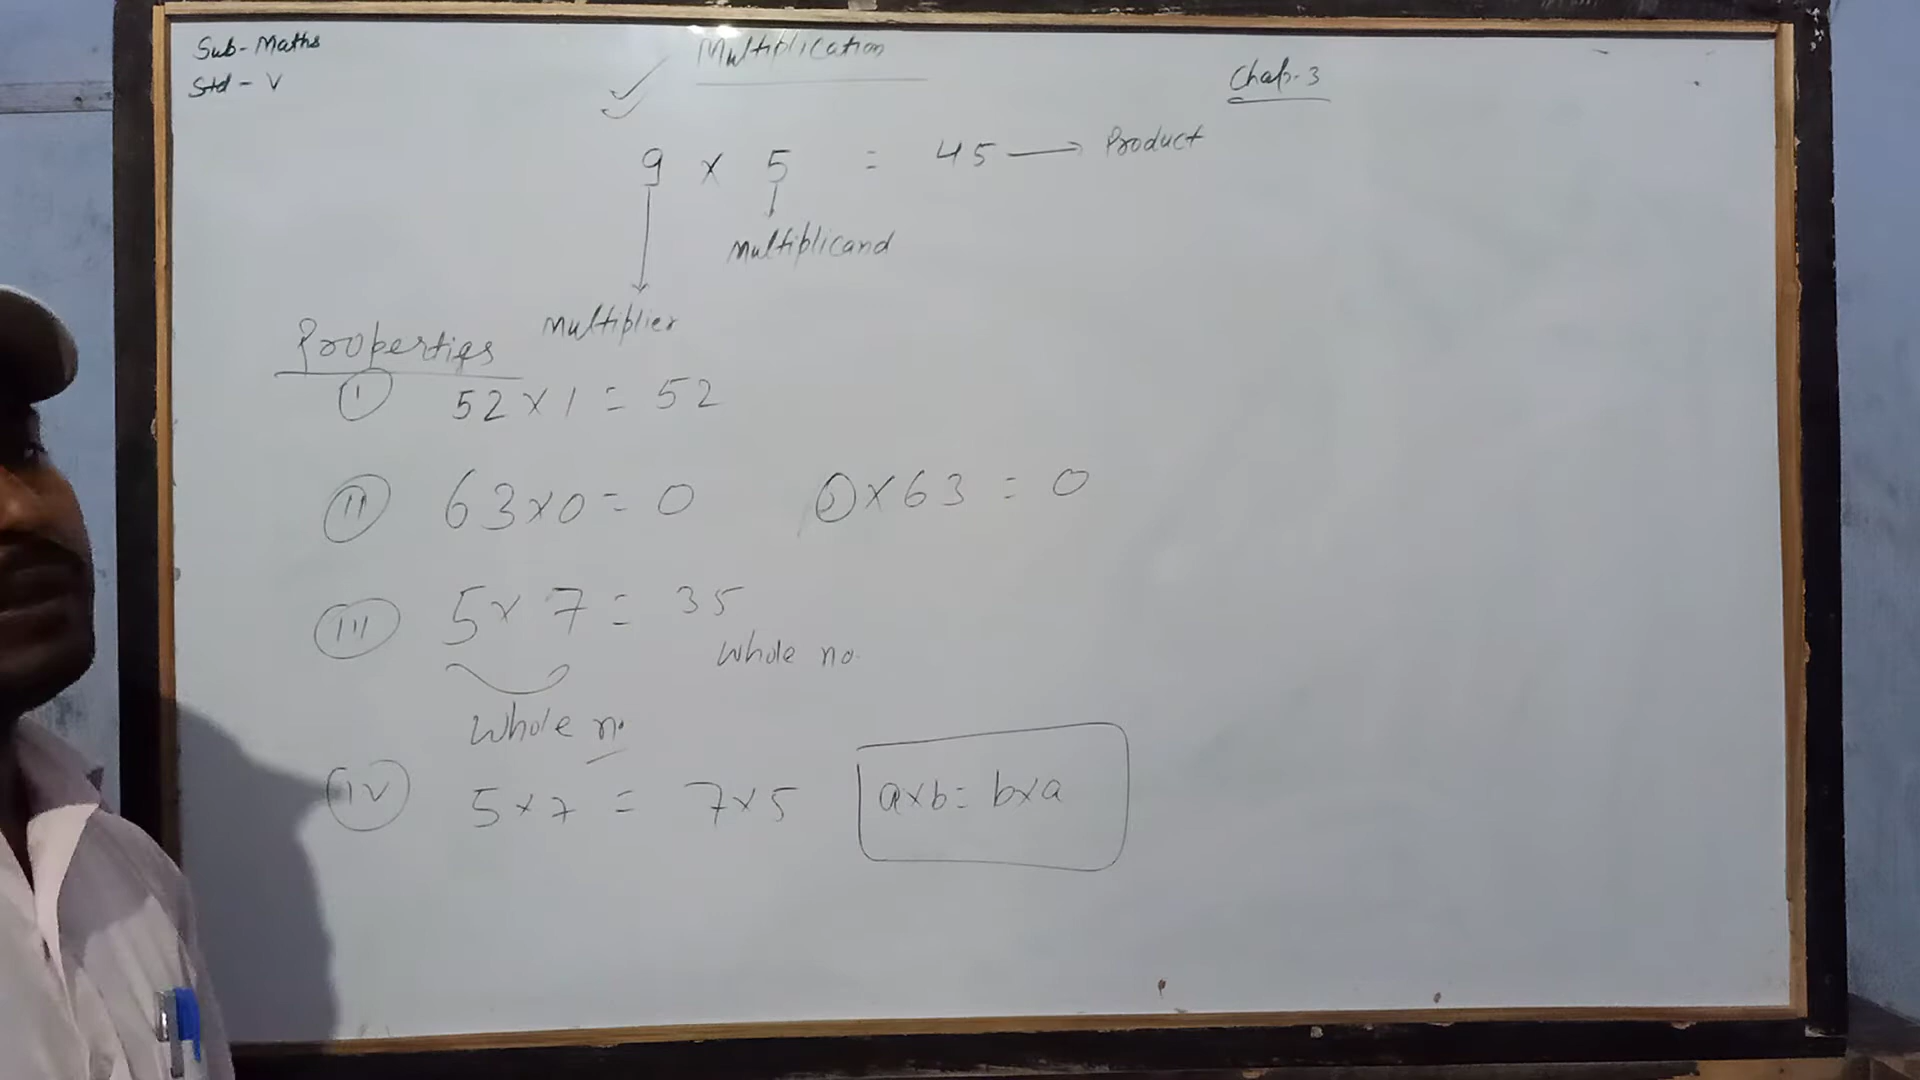 Sub- Maths
Std - V
Multiplication
Chap-3
9 x 5 = 45 → Product
Multiplicand
Multiplier
Properties
(I) 52 x 1 = 52
(II) 63 x 0 = 0 0 x 63 = 0
(III) 5 x 7 = 35
Whole no.
Whole no.
(IV) 5 x 7 = 7 x 5 a x b = b x a